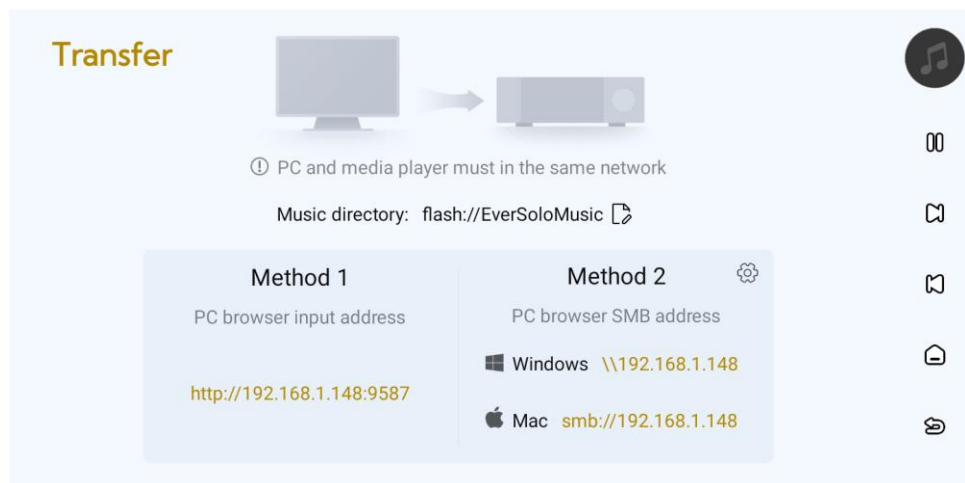 Transfer
PC and media player must in the same network
Music directory: flash://EverSoloMusic
Method 1
PC browser input address
http://192.168.1.148:9587
Method 2
PC browser SMB address
Windows \\192.168.1.148
Mac smb://192.168.1.148